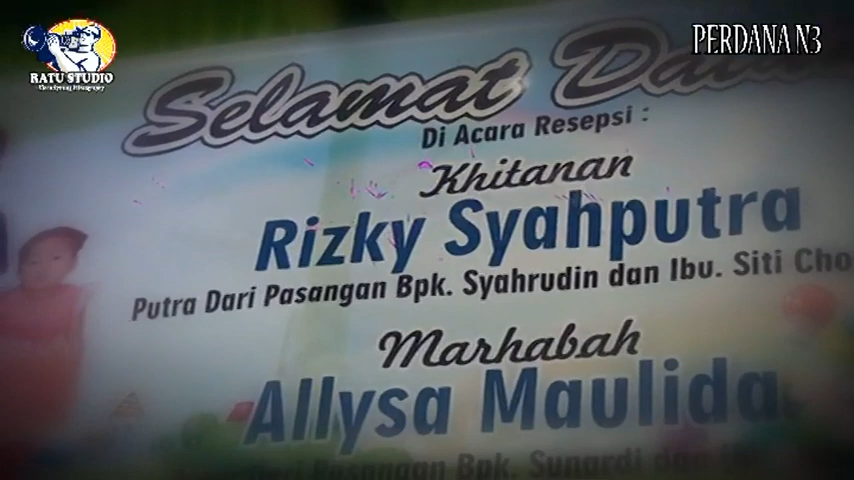 RATU STUDIO
PERDANA N3
Selamat
Di Acara Resepsi :
Khitanan
Rizky Syahputra
Putra Dari Pasangan Bpk. Syahrudin dan Ibu. Siti Cho
Marhabah
Allysa Maulida
Dari Pasangan Bpk. Sunardi dan